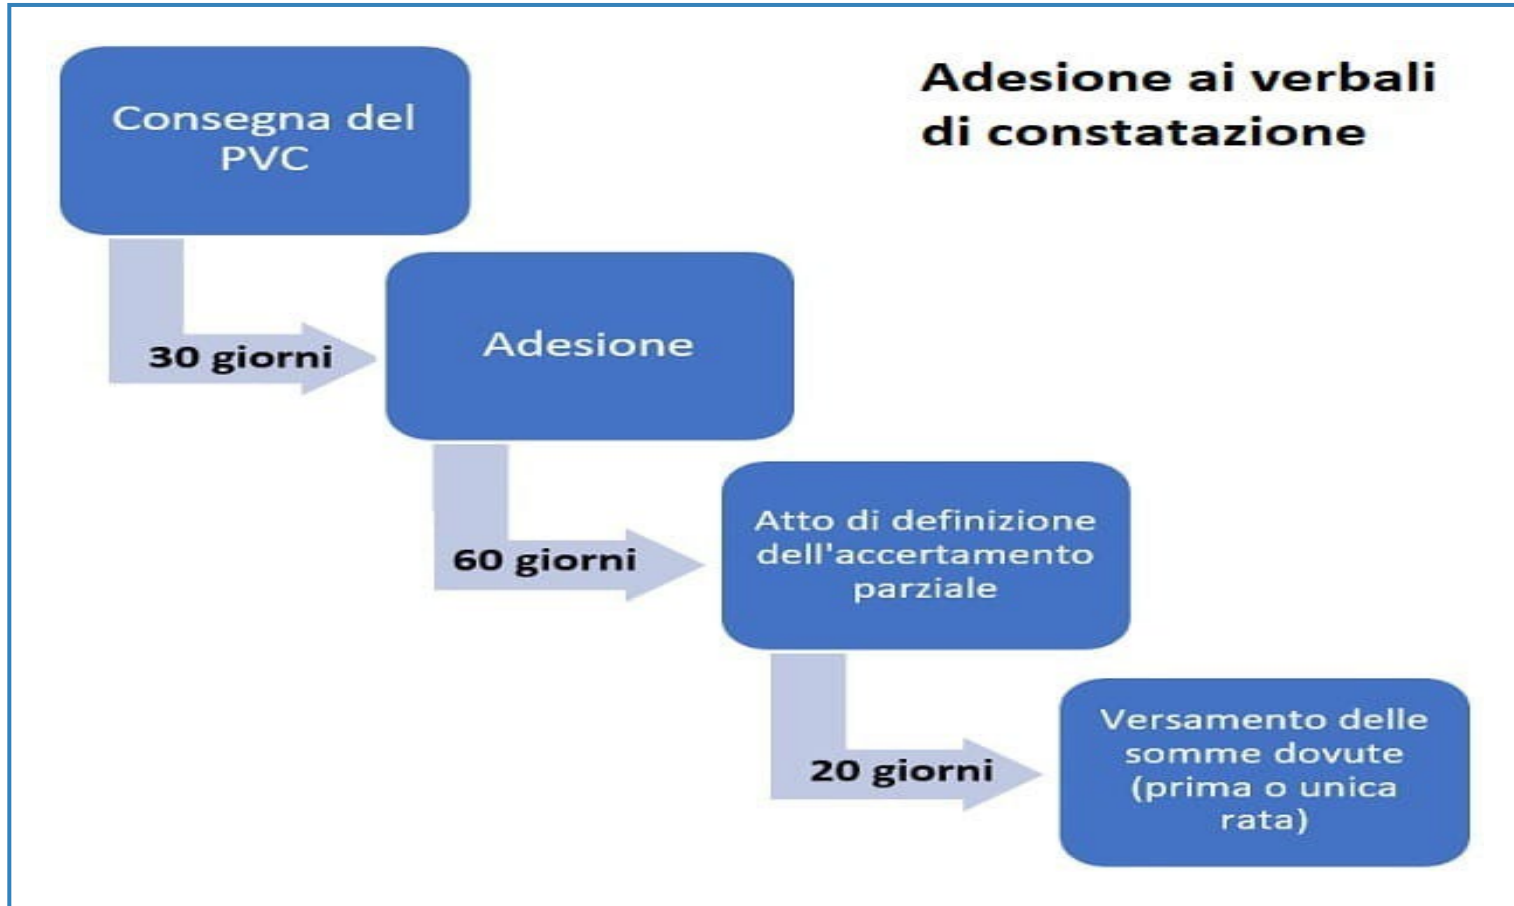 Adesione ai verbali
di constatazione
Consegna del
PVC
30 giorni
Adesione
60 giorni
Atto di definizione
dell'accertamento
parziale
20 giorni
Versamento delle
somme dovute
(prima o unica
rata)